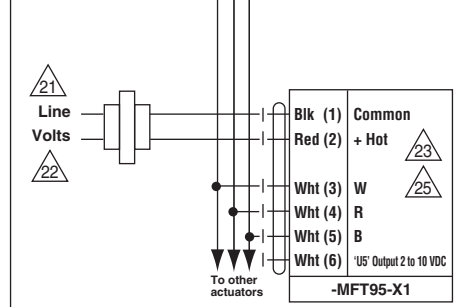 21
Line
Volts
22
Blk (1) Common
Red (2) + Hot
23
25
Wht (3) W
Wht (4) R
Wht (5) B
Wht (6) 'U5' Output 2 to 10 VDC
To other
actuators
-MFT95-X1